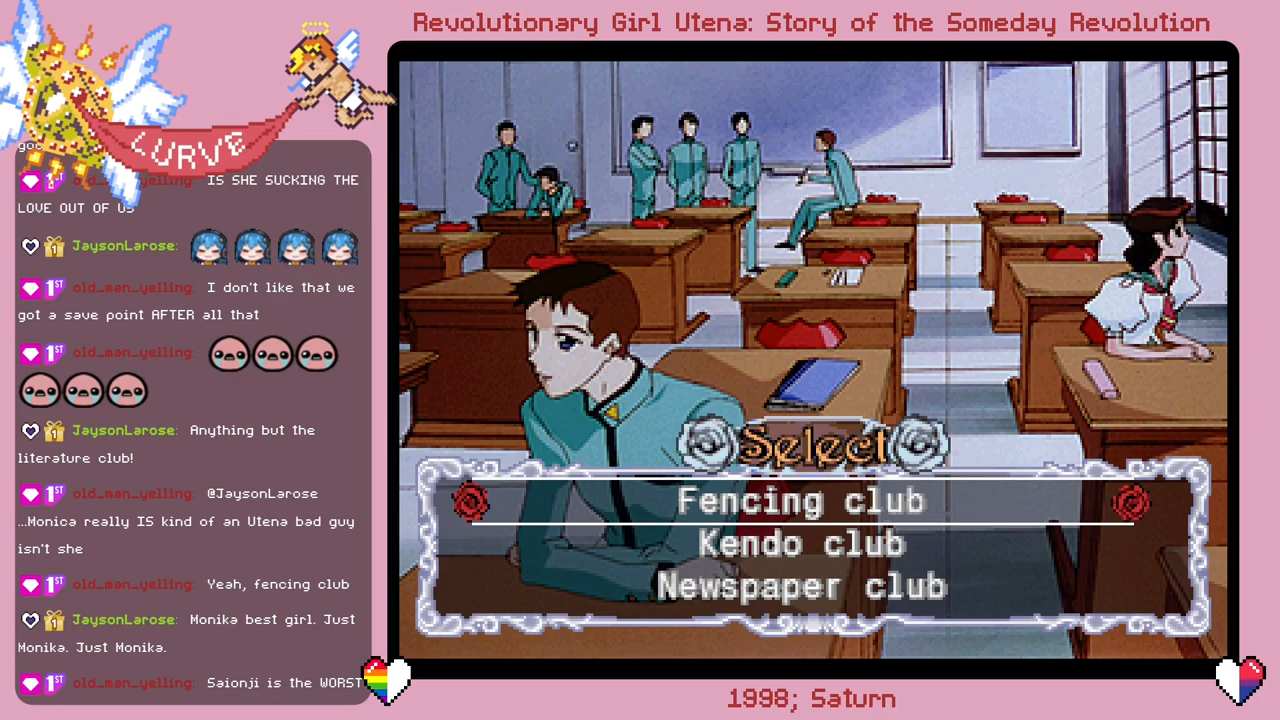 Revolutionary Girl Utena: Story of the Someday Revolution
LURVE
old_man_yelling: IS SHE SUCKING THE
LOVE OUT OF US
JaysonLarose:
old_man_yelling: I don't like that we
got a save point AFTER all that
old_man_yelling:
JaysonLarose: Anything but the
literature club!
old_man_yelling: @JaysonLarose
...Monica really IS kind of an Utena bad guy
isn't she
old_man_yelling: Yeah, fencing club
JaysonLarose: Monika best girl. Just
Monika. Just Monika.
old_man_yelling: Saionji is the WORST
Select
Fencing club
Kendo club
Newspaper club
1998; Saturn